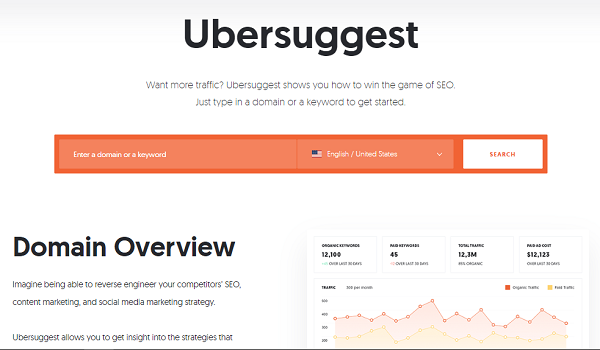 Ubersuggest
Want more traffic? Ubersuggest shows you how to win the game of SEO.
Just type in a domain or a keyword to get started.
Enter a domain or a keyword
English / United States
SEARCH
Domain Overview
Imagine being able to reverse engineer your competitors' SEO,
content marketing, and social media marketing strategy.
Ubersuggest allows you to get insight into the strategies that
ORGANIC KEYWORDS
12,100
OVER LAST 30 DAYS
PAID KEYWORDS
45
OVER LAST 30 DAYS
TOTAL TRAFFIC
12,3M
85% ORGANIC
PAID AD COST
$12,123
OVER LAST 30 DAYS
TRAFFIC
per month
Organic Traffic
Paid Traffic
500
400
300
200